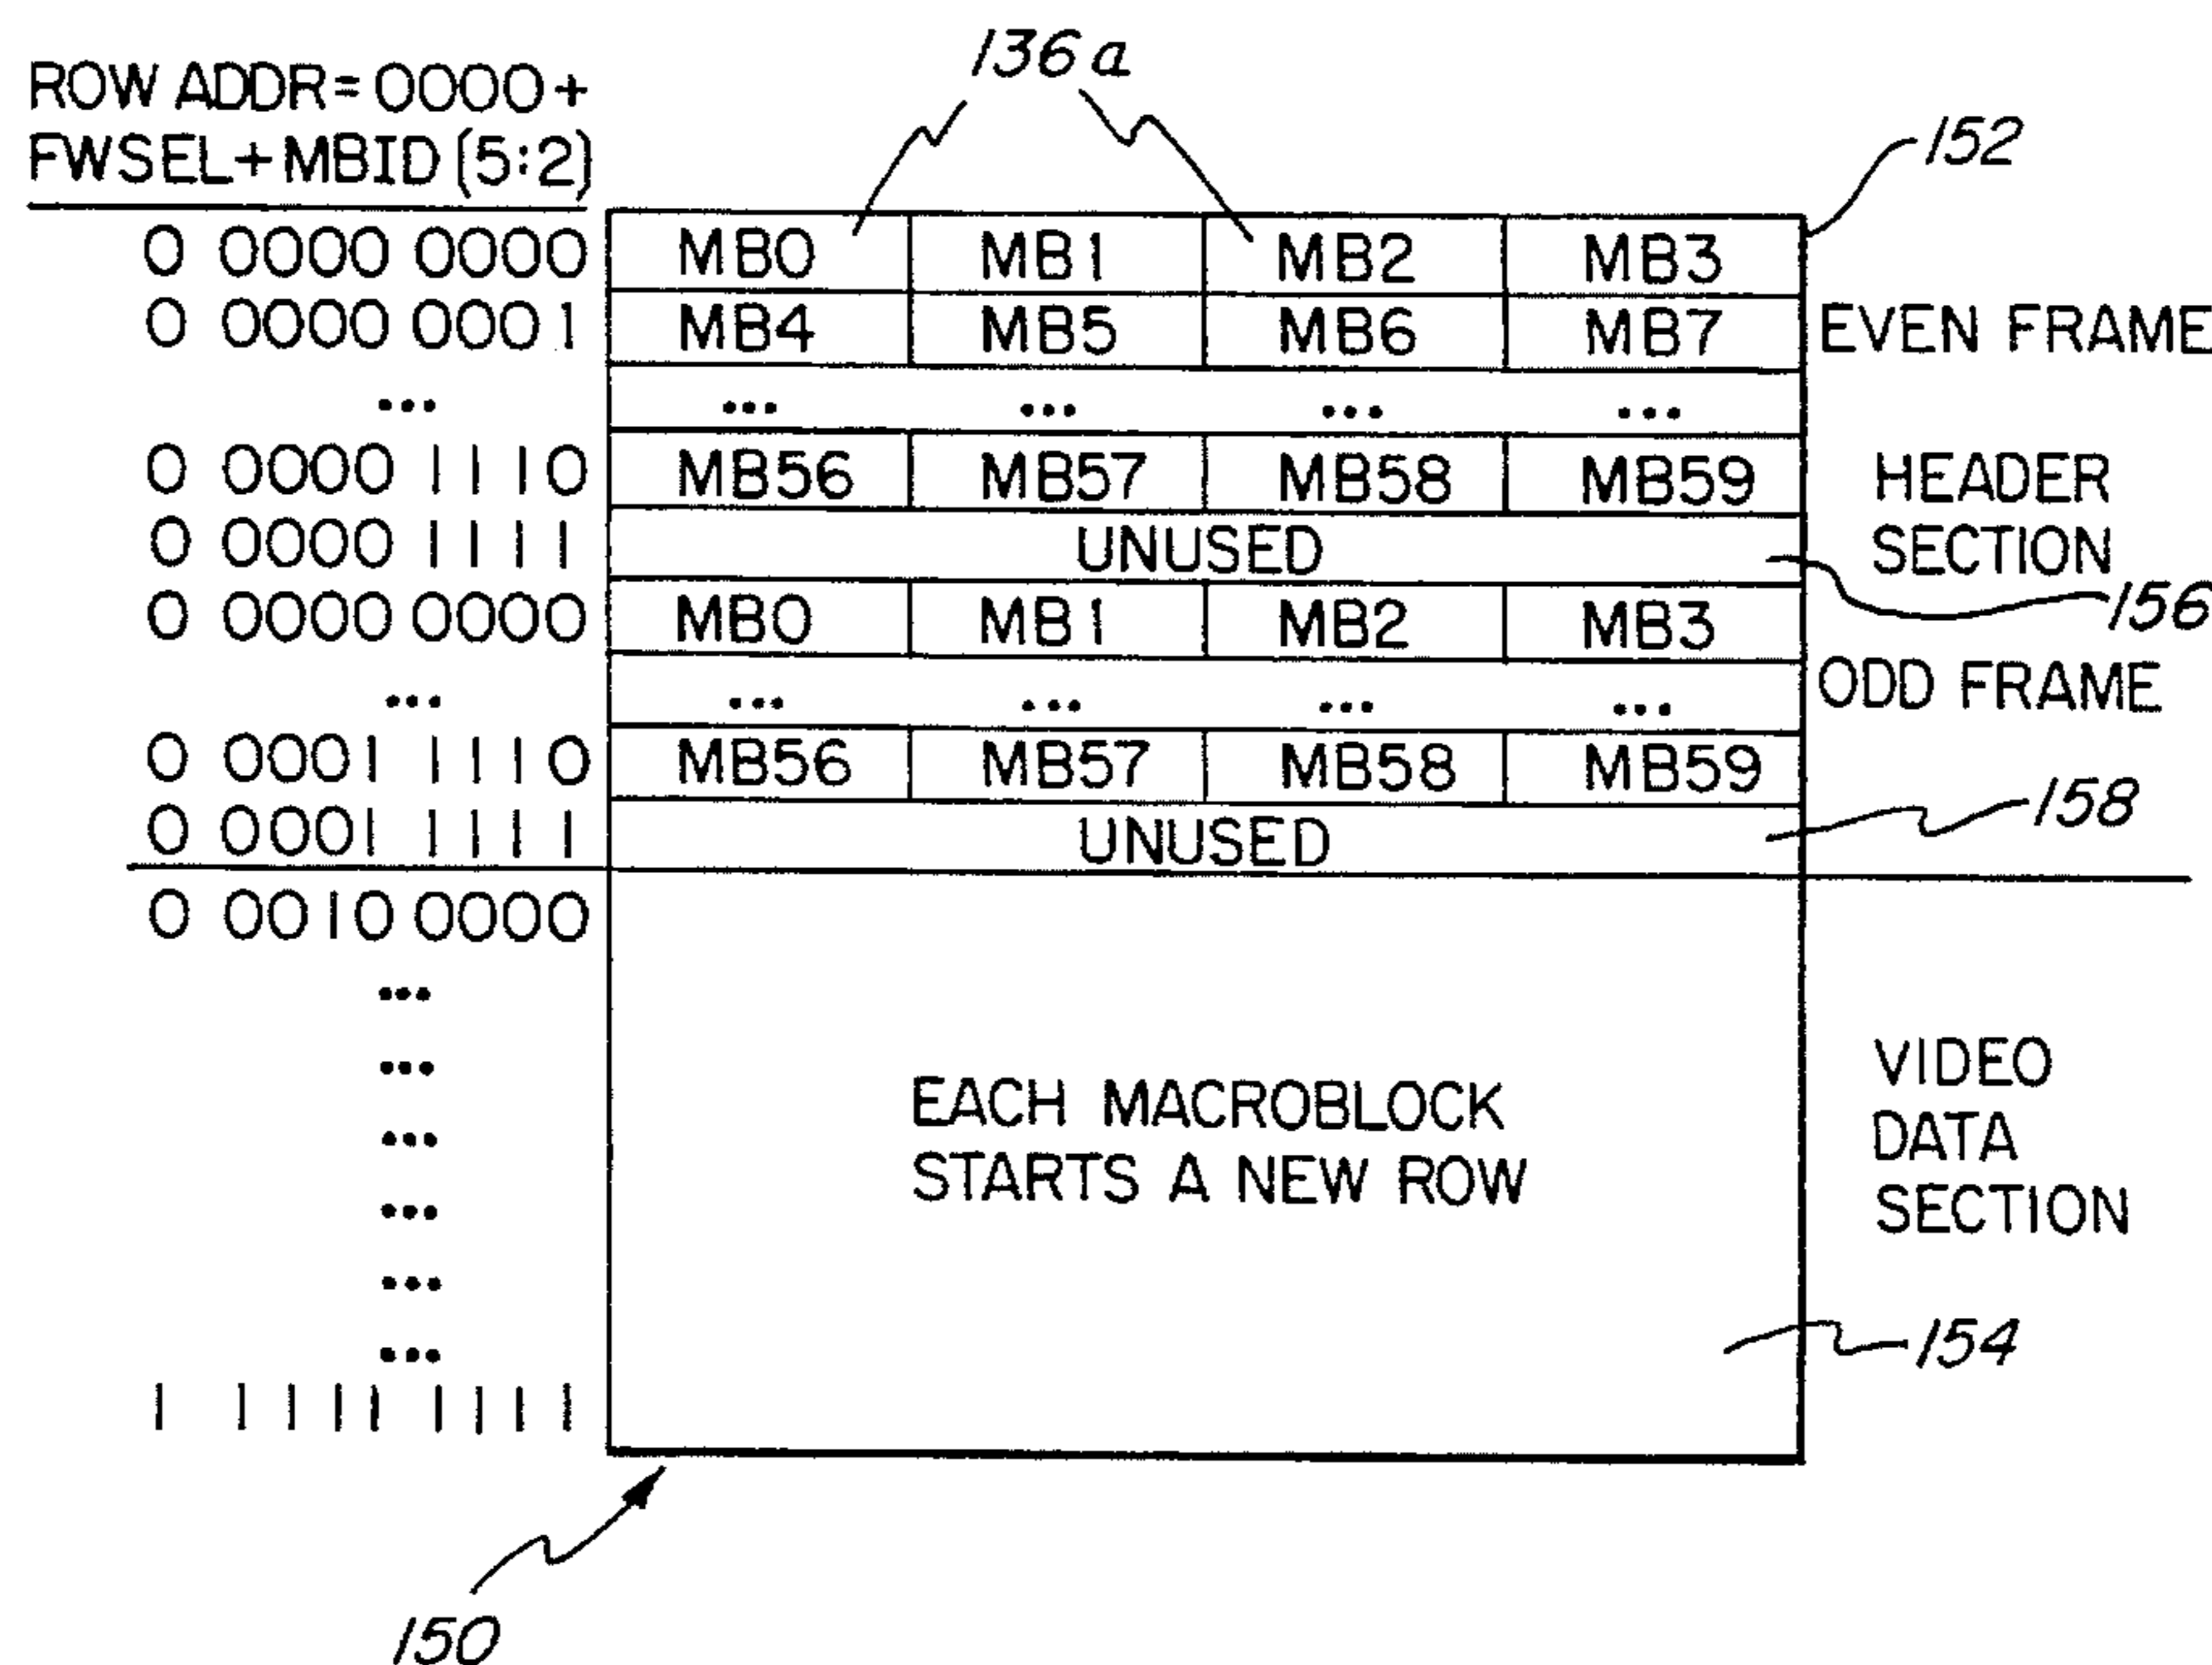 136a
ROW ADDR = 0000 +
FWSEL + MBID (5:2)
152
0 0000 0000 MB0 MB1 MB2 MB3
0 0000 0001 MB4 MB5 MB6 MB7 EVEN FRAME
... ... ... ... ...
0 0000 1110 MB56 MB57 MB58 MB59 HEADER
0 0000 1111 UNUSED SECTION
156
0 0000 0000 MB0 MB1 MB2 MB3
... ... ... ... ... ODD FRAME
0 0001 1110 MB56 MB57 MB58 MB59
158
0 0001 1111 UNUSED
0 0010 0000
...
...
...
...
...
...
EACH MACROBLOCK
STARTS A NEW ROW
VIDEO
DATA
SECTION
154
1 1111 1111
150